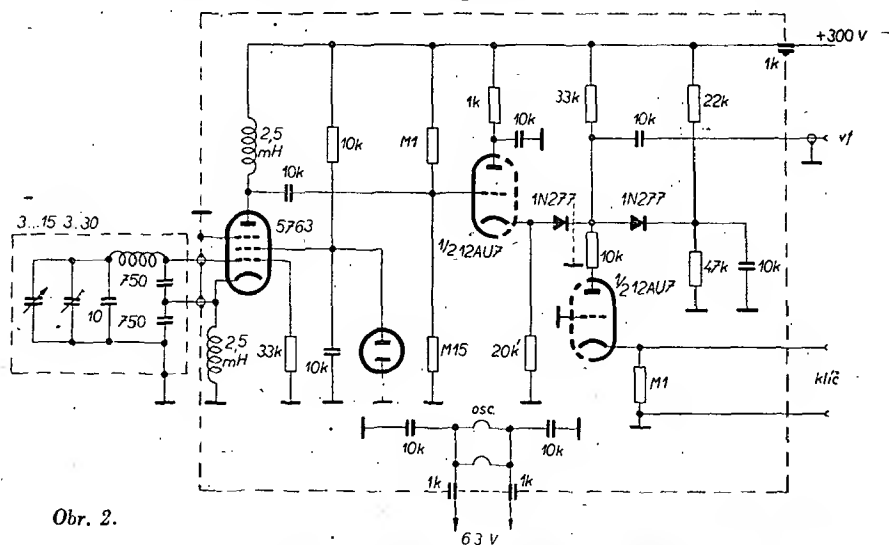 +300 V
1k
1k
33k
22k
2,5
mH
10k
M1
10k
10k
vf
10k
1N277
1N277
3...15 3..30
5763
1/2 12AU7
750
10
750
10k
47k
10k
1/2 12AU7
2,5
mH
33k
10k
M15
20k
M1
klíč
osc.
10k
10k
1k
1k
Obr. 2.
6,3 V